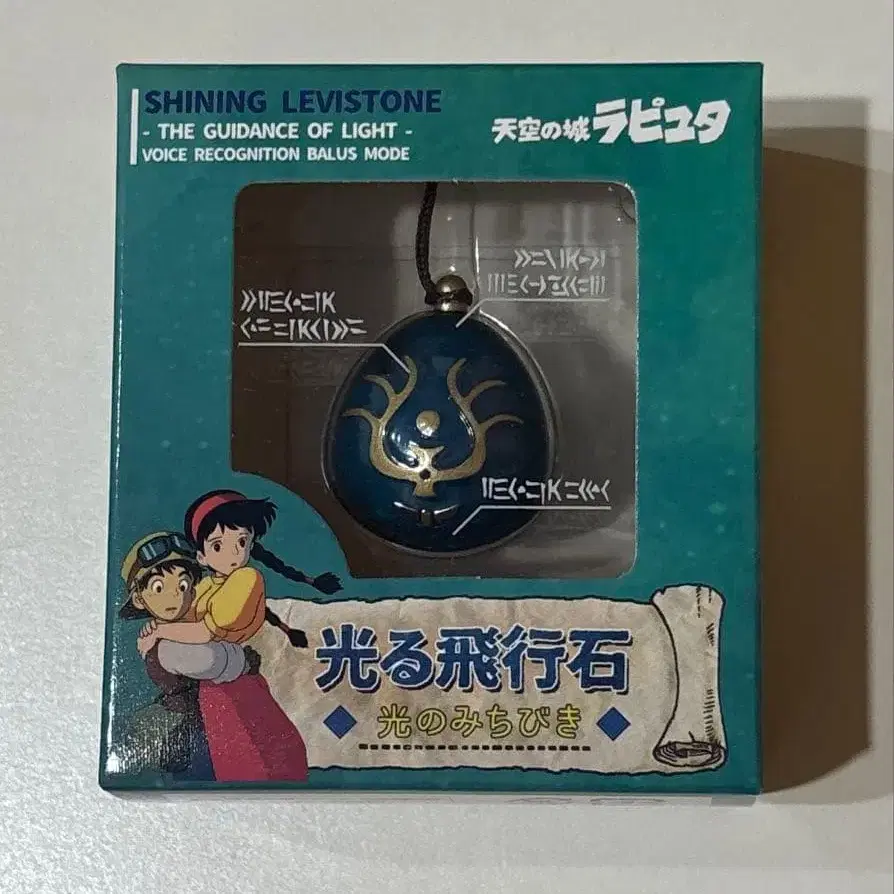 SHINING LEVISTONE
- THE GUIDANCE OF LIGHT -
VOICE RECOGNITION BALUS MODE
天空の城ラピュタ
光る飛行石
光のみちびき